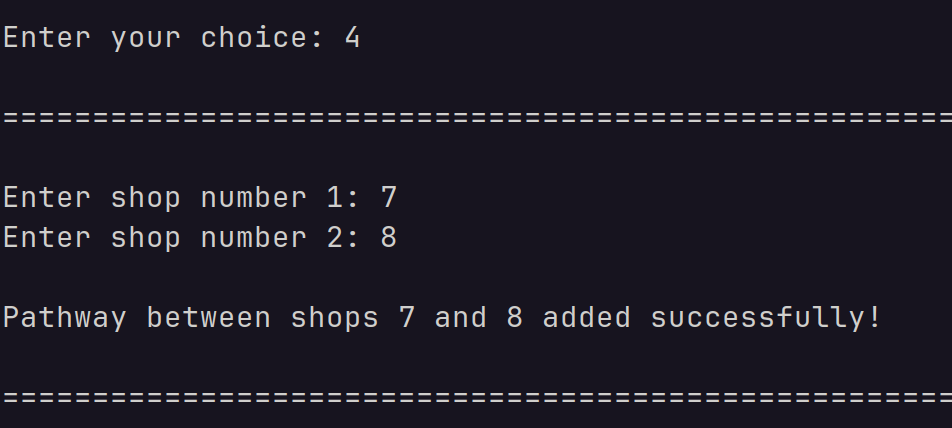 Enter your choice: 4
=====================================================
Enter shop number 1: 7
Enter shop number 2: 8
Pathway between shops 7 and 8 added successfully!
=====================================================